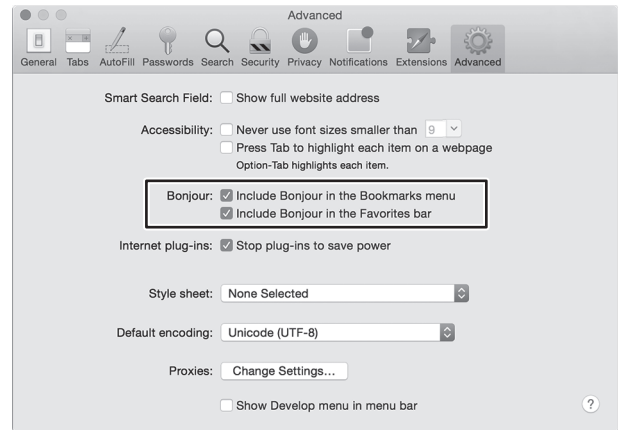 Advanced
General Tabs AutoFill Passwords Search Security Privacy Notifications Extensions Advanced
Smart Search Field: Show full website address
Accessibility: Never use font sizes smaller than 9
Press Tab to highlight each item on a webpage
Option-Tab highlights each item.
Bonjour: Include Bonjour in the Bookmarks menu
Include Bonjour in the Favorites bar
Internet plug-ins: Stop plug-ins to save power
Style sheet: None Selected
Default encoding: Unicode (UTF-8)
Proxies: Change Settings...
Show Develop menu in menu bar
?